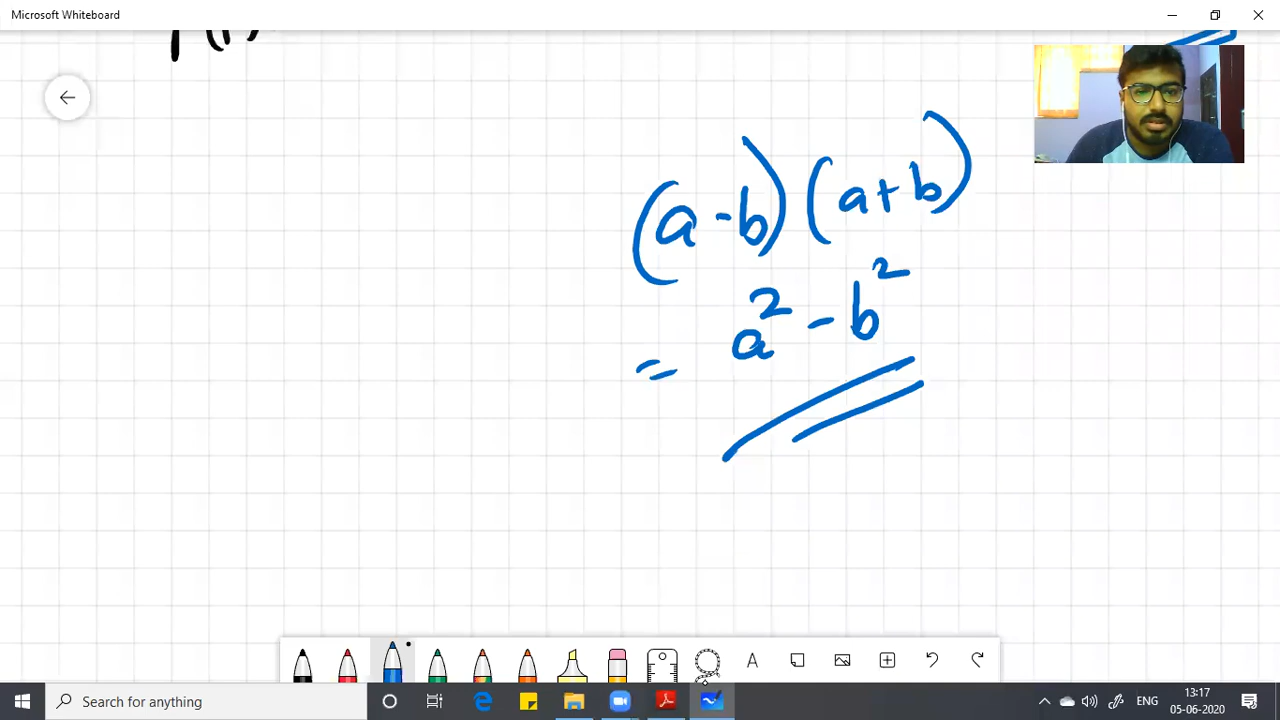 Microsoft Whiteboard
(a-b)(a+b)
= a² - b²
A
Search for anything
ENG
13:17
05-06-2020